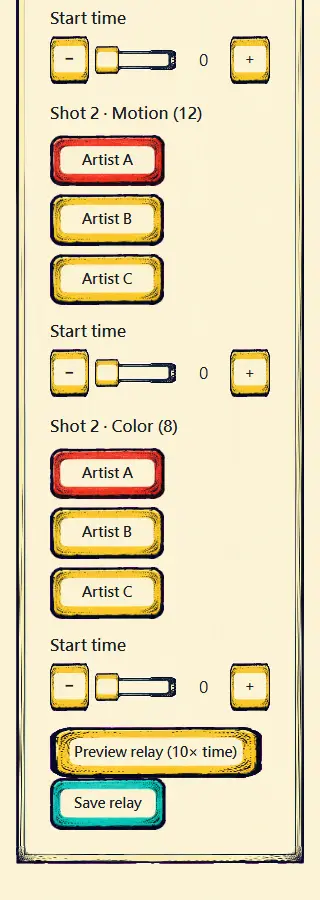 Start time
−
0
+
Shot 2 · Motion (12)
Artist A
Artist B
Artist C
Start time
−
0
+
Shot 2 · Color (8)
Artist A
Artist B
Artist C
Start time
−
0
+
Preview relay (10× time)
Save relay